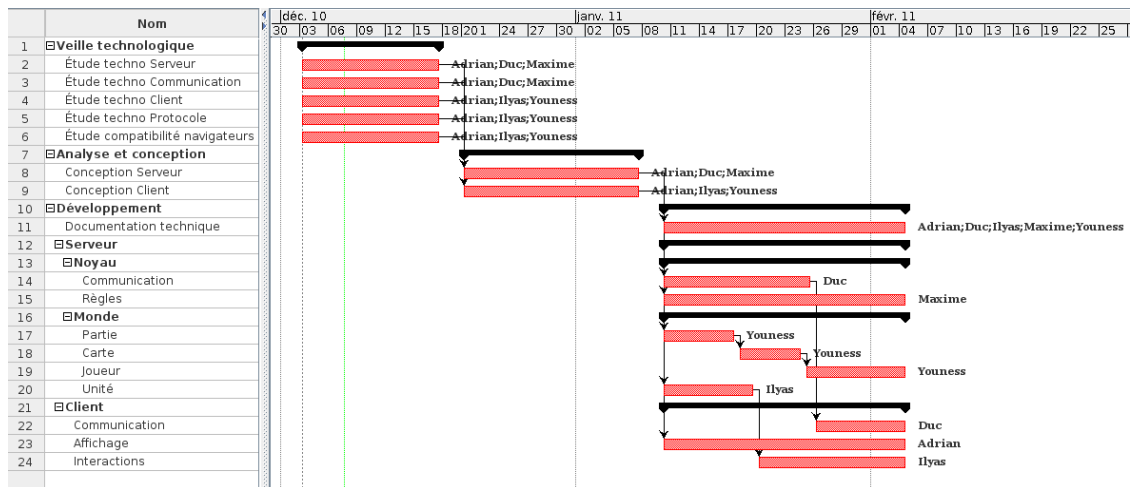 Nom
déc. 10 janv. 11 févr. 11
30 03 06 09 12 15 18 20 1 24 27 30 02 05 08 11 14 17 20 23 26 29 01 04 07 10 13 16 19 22 25
1 Veille technologique
2 Étude techno Serveur Adrian;Duc;Maxime
3 Étude techno Communication Adrian;Duc;Maxime
4 Étude techno Client Adrian;Ilyas;Youness
5 Étude techno Protocole Adrian;Ilyas;Youness
6 Étude compatibilité navigateurs Adrian;Ilyas;Youness
7 Analyse et conception
8 Conception Serveur Adrian;Duc;Maxime
9 Conception Client Adrian;Ilyas;Youness
10 Développement
11 Documentation technique Adrian;Duc;Ilyas;Maxime;Youness
12 Serveur
13 Noyau
14 Communication Duc
15 Règles Maxime
16 Monde
17 Partie Youness
18 Carte Youness
19 Joueur Youness
20 Unité Ilyas
21 Client
22 Communication Duc
23 Affichage Adrian
24 Interactions Ilyas